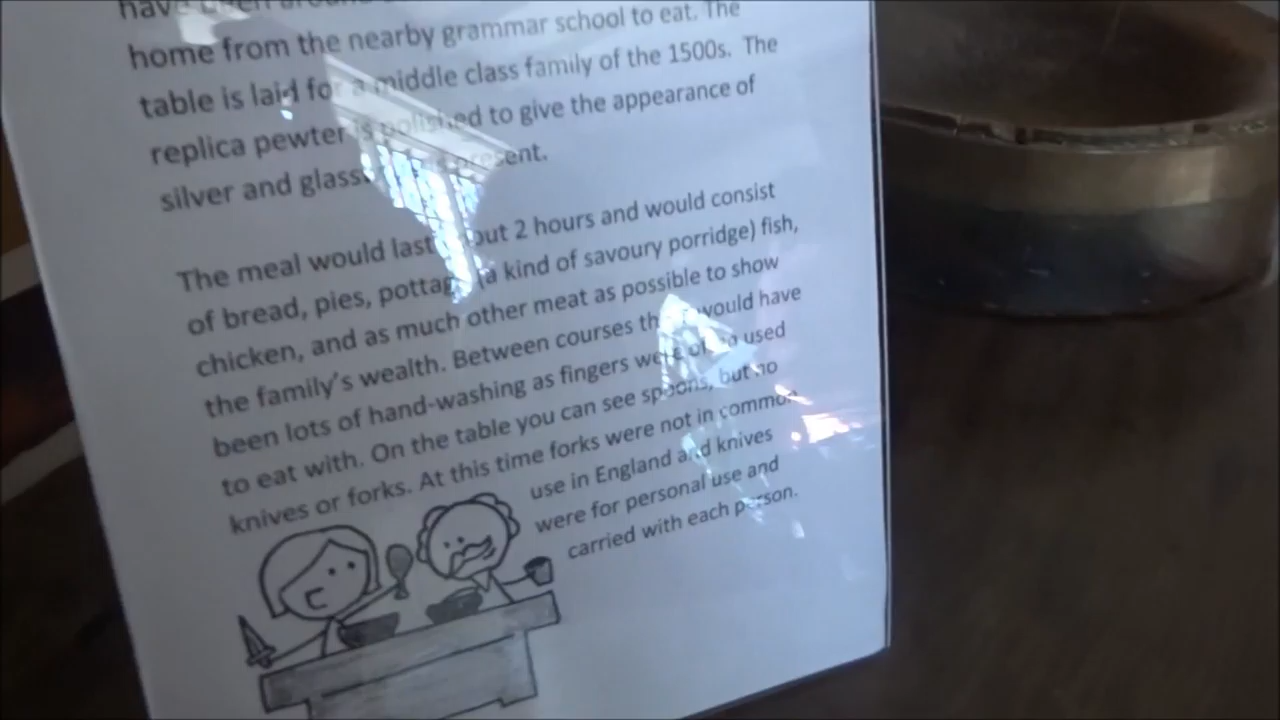 have been around
home from the nearby grammar school to eat. The
table is laid for a middle class family of the 1500s. The
replica pewter is polished to give the appearance of
silver and glass present.
The meal would last about 2 hours and would consist
of bread, pies, pottage (a kind of savoury porridge) fish,
chicken, and as much other meat as possible to show
the family's wealth. Between courses there would have
been lots of hand-washing as fingers were often used
to eat with. On the table you can see spoons, but no
knives or forks. At this time forks were not in common
use in England and knives
were for personal use and
carried with each person.